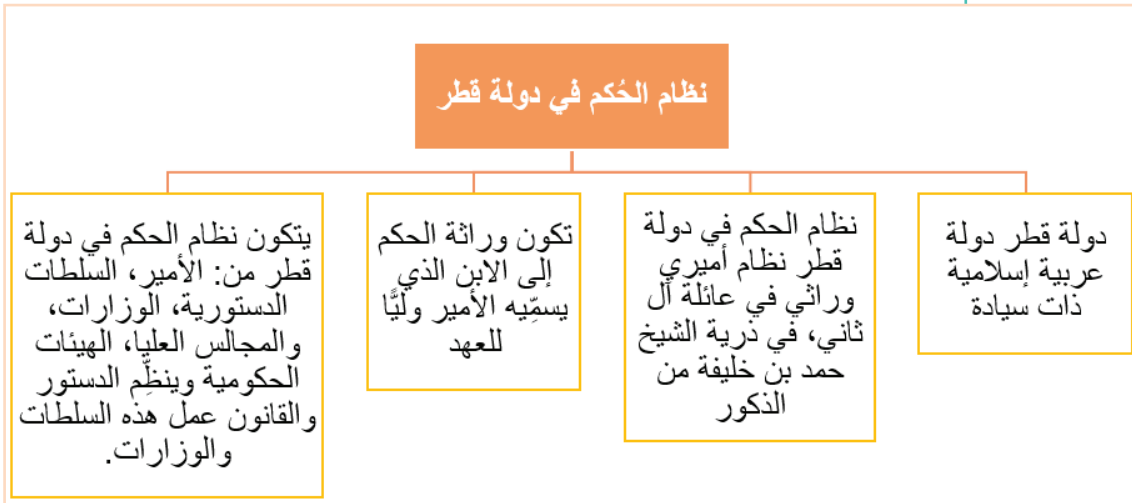 نظام الحُكم في دولة قطر
دولة قطر دولة
عربية إسلامية
ذات سيادة
نظام الحكم في دولة
قطر نظام أميري
وراثي في عائلة آل
ثاني، في ذرية الشيخ
حمد بن خليفة من
الذكور
تكون وراثة الحكم
إلى الابن الذي
يسمِّيه الأمير وليًّا
للعهد
يتكون نظام الحكم في دولة
قطر من: الأمير، السلطات
الدستورية، الوزارات،
والمجالس العليا، الهيئات
الحكومية وينظِّم الدستور
والقانون عمل هذه السلطات
والوزارات.